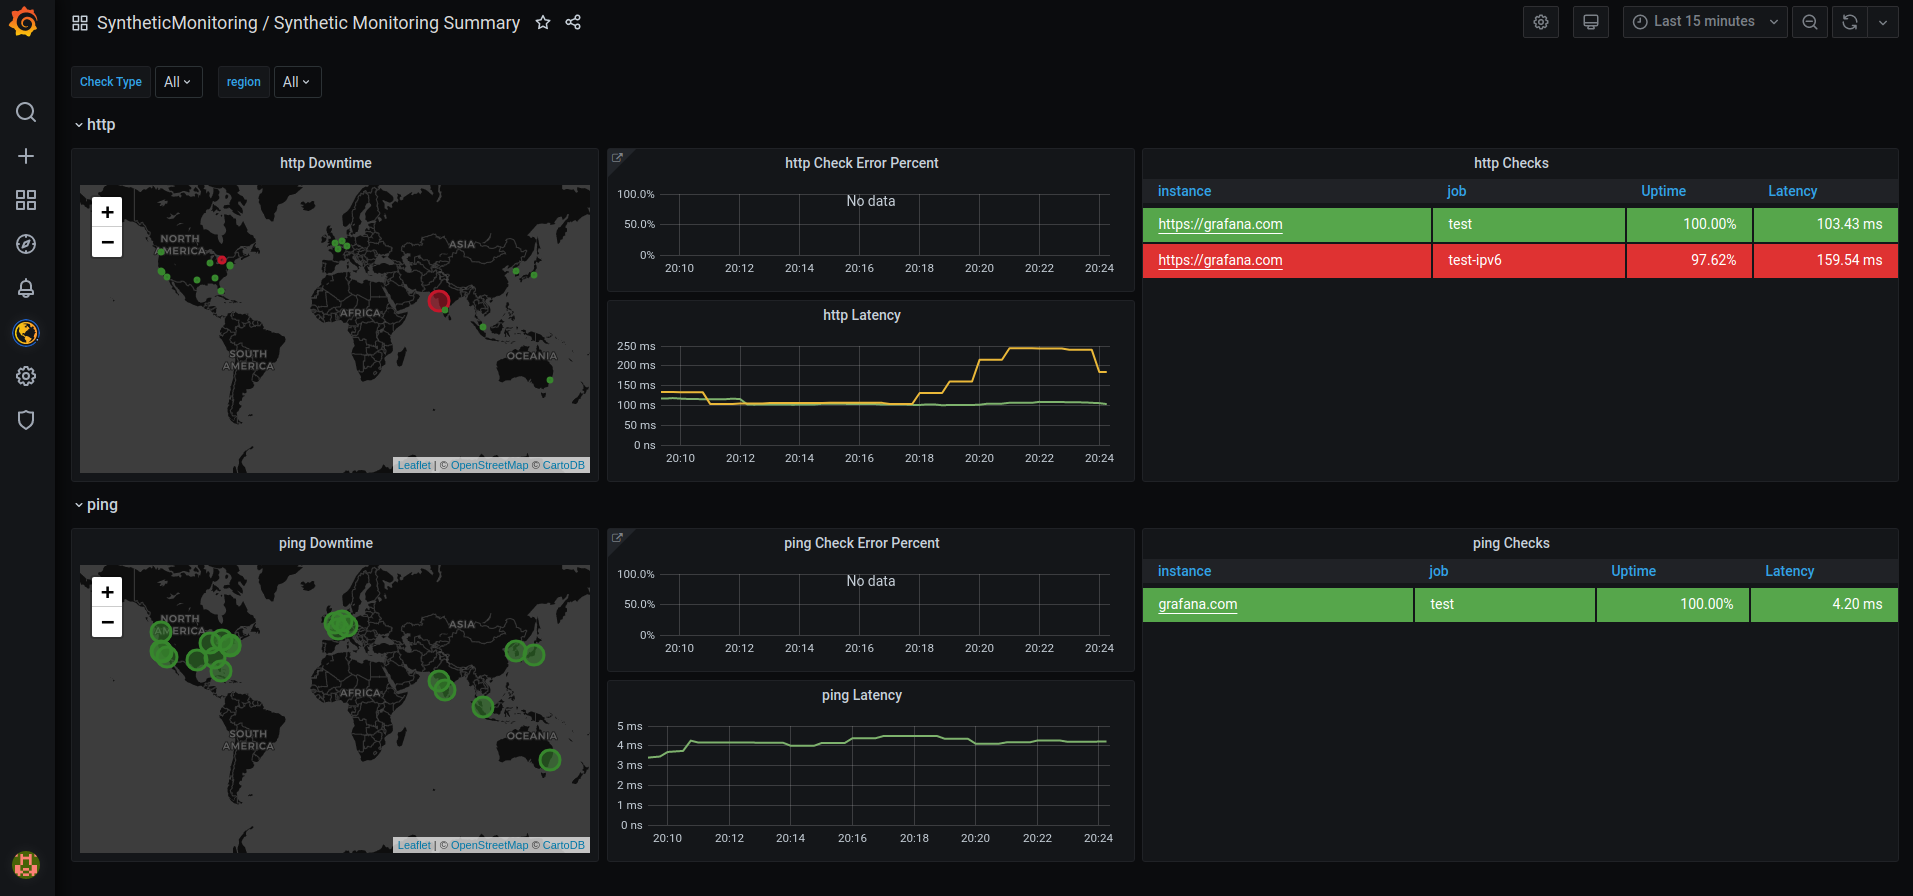 SyntheticMonitoring / Synthetic Monitoring Summary
Last 15 minutes
Check Type All region All
http
http Downtime
+
−
NORTH
AMERICA
ASIA
AFRICA
SOUTH
AMERICA
OCEANIA
Leaflet | © OpenStreetMap © CartoDB
http Check Error Percent
No data
100.0%
50.0%
0%
20:10 20:12 20:14 20:16 20:18 20:20 20:22 20:24
http Latency
250 ms
200 ms
150 ms
100 ms
50 ms
0 ns
20:10 20:12 20:14 20:16 20:18 20:20 20:22 20:24
http Checks
instance job Uptime Latency
https://grafana.com test 100.00% 103.43 ms
https://grafana.com test-ipv6 97.62% 159.54 ms
ping
ping Downtime
+
−
NORTH
AMERICA
ASIA
AFRICA
SOUTH
AMERICA
OCEANIA
Leaflet | © OpenStreetMap © CartoDB
ping Check Error Percent
No data
100.0%
50.0%
0%
20:10 20:12 20:14 20:16 20:18 20:20 20:22 20:24
ping Latency
5 ms
4 ms
3 ms
2 ms
1 ms
0 ns
20:10 20:12 20:14 20:16 20:18 20:20 20:22 20:24
ping Checks
instance job Uptime Latency
grafana.com test 100.00% 4.20 ms